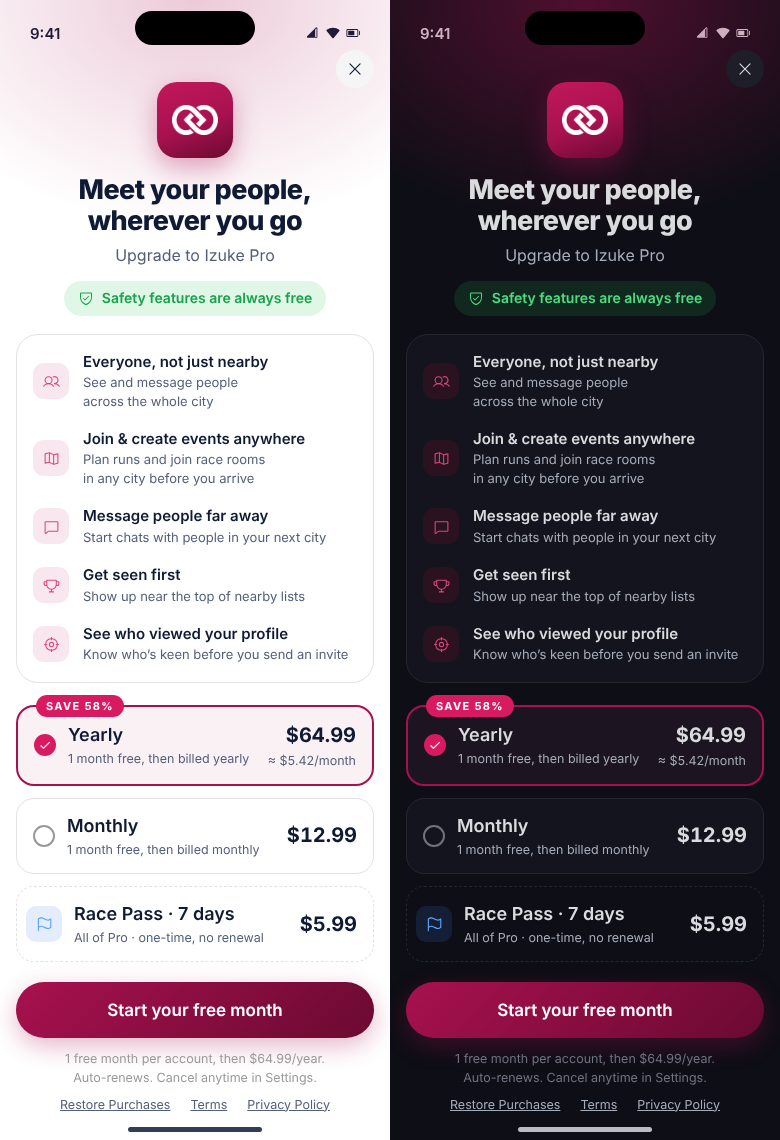 9:41
Meet your people,
wherever you go
Upgrade to Izuke Pro
Safety features are always free
Everyone, not just nearby
See and message people
across the whole city
Join & create events anywhere
Plan runs and join race rooms
in any city before you arrive
Message people far away
Start chats with people in your next city
Get seen first
Show up near the top of nearby lists
See who viewed your profile
Know who’s keen before you send an invite
SAVE 58%
Yearly
$64.99
1 month free, then billed yearly
≈ $5.42/month
Monthly
1 month free, then billed monthly
$12.99
Race Pass · 7 days
All of Pro · one-time, no renewal
$5.99
Start your free month
1 free month per account, then $64.99/year.
Auto-renews. Cancel anytime in Settings.
Restore Purchases Terms Privacy Policy
9:41
Meet your people,
wherever you go
Upgrade to Izuke Pro
Safety features are always free
Everyone, not just nearby
See and message people
across the whole city
Join & create events anywhere
Plan runs and join race rooms
in any city before you arrive
Message people far away
Start chats with people in your next city
Get seen first
Show up near the top of nearby lists
See who viewed your profile
Know who’s keen before you send an invite
SAVE 58%
Yearly
$64.99
1 month free, then billed yearly
≈ $5.42/month
Monthly
1 month free, then billed monthly
$12.99
Race Pass · 7 days
All of Pro · one-time, no renewal
$5.99
Start your free month
1 free month per account, then $64.99/year.
Auto-renews. Cancel anytime in Settings.
Restore Purchases Terms Privacy Policy